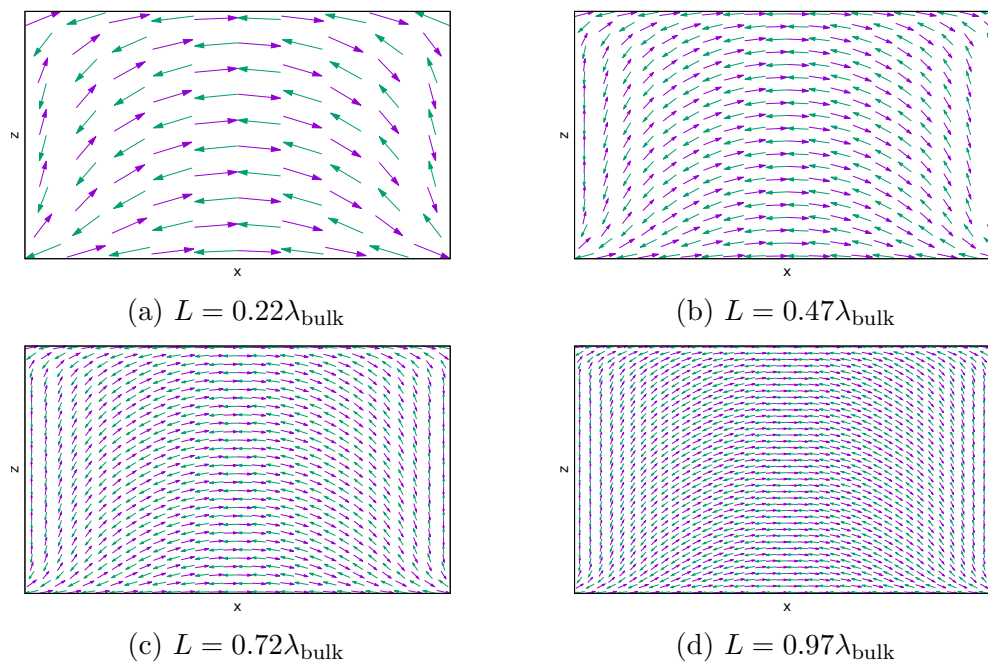 z
z
x
x
(a) L = 0.22λbulk
(b) L = 0.47λbulk
z
z
x
x
(c) L = 0.72λbulk
(d) L = 0.97λbulk